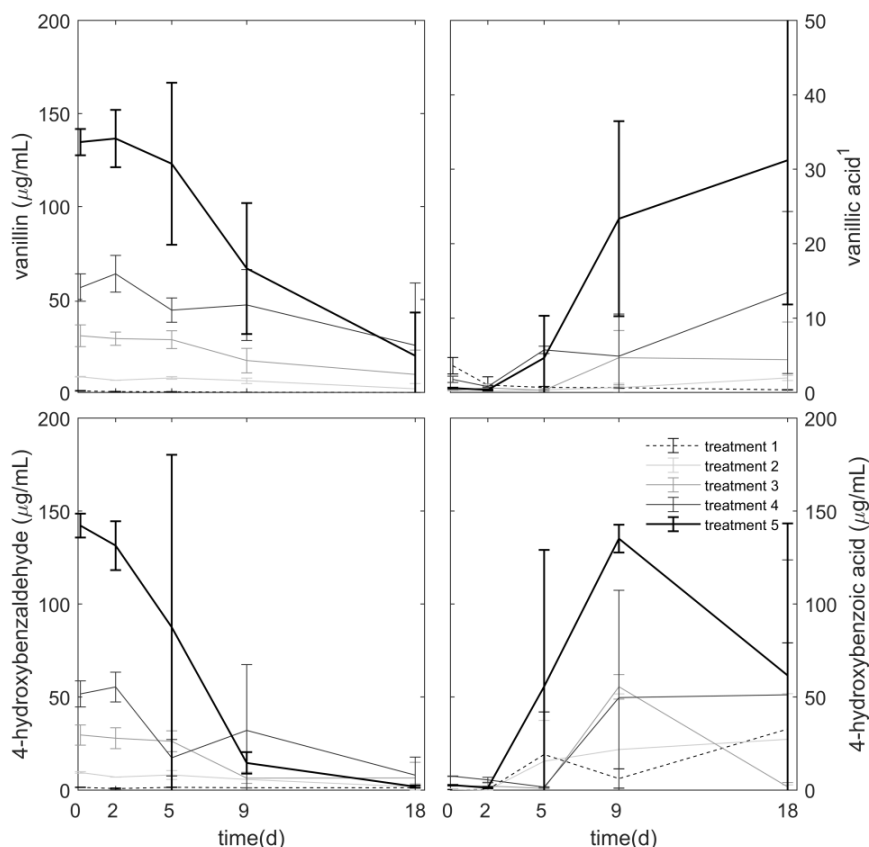 200
150
100
50
0
vanillin (µg/mL)
50
40
30
20
10
0
vanillic acid¹
200
150
100
50
0
4-hydroxybenzaldehyde (µg/mL)
0 2 5 9 18
time(d)
treatment 1
treatment 2
treatment 3
treatment 4
treatment 5
200
150
100
50
0
4-hydroxybenzoic acid (µg/mL)
0 2 5 9 18
time(d)